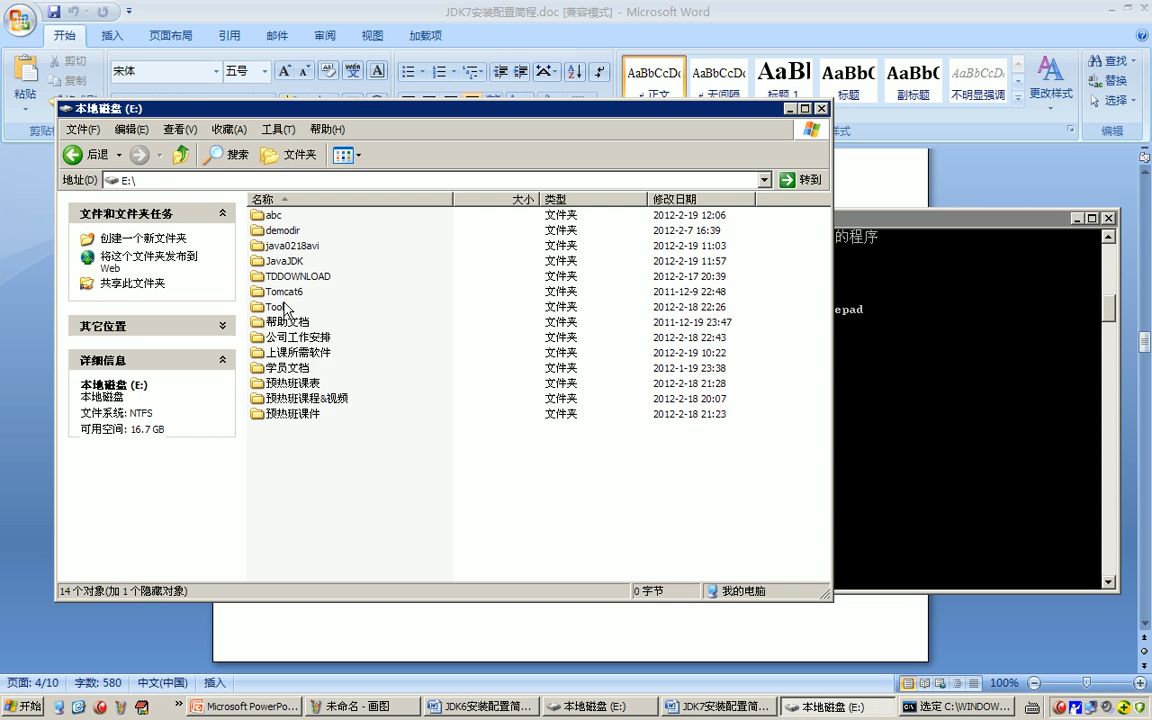 JDK7安装配置简程.doc [兼容模式] - Microsoft Word
开始 插入 页面布局 引用 邮件 审阅 视图 加载项
粘贴 剪切 复制
宋体 五号
AaBbCcDc AaBbCcDc AaBl AaBbC AaBbC AaBbCcDc
正文 无间隔 标题 1 标题 副标题 不明显强调 更改样式
查找 替换 选择 编辑
本地磁盘 (E:)
文件(F) 编辑(E) 查看(V) 收藏(A) 工具(T) 帮助(H)
后退 搜索 文件夹
地址(D) E:\ 转到
文件和文件夹任务
创建一个新文件夹
将这个文件夹发布到
Web
共享此文件夹
其它位置
详细信息
本地磁盘 (E:)
本地磁盘
文件系统: NTFS
可用空间: 16.7 GB
名称 大小 类型 修改日期
abc 文件夹 2012-2-19 12:06
demodir 文件夹 2012-2-7 16:39
java0218avi 文件夹 2012-2-19 11:03
JavaJDK 文件夹 2012-2-19 11:57
TDDOWNLOAD 文件夹 2012-2-17 20:39
Tomcat6 文件夹 2011-12-9 22:48
Tool 文件夹 2012-2-18 22:26
帮助文档 文件夹 2011-12-19 23:47
公司工作安排 文件夹 2012-2-18 22:43
上课所需软件 文件夹 2012-2-19 10:22
学员文档 文件夹 2012-1-19 23:38
预热班课表 文件夹 2012-2-18 21:28
预热班课程&视频 文件夹 2012-2-18 20:07
预热班课件 文件夹 2012-2-18 21:23
14 个对象(加 1 个隐藏对象) 0 字节 我的电脑
的程序
epad
页面: 4/10 字数: 580 中文(中国) 插入 100%
开始 Microsoft PowerPo... 未命名 - 画图 JDK6安装配置简... 本地磁盘 (E:) JDK7安装配置简... 本地磁盘 (E:) 选定 C:\WINDOW...